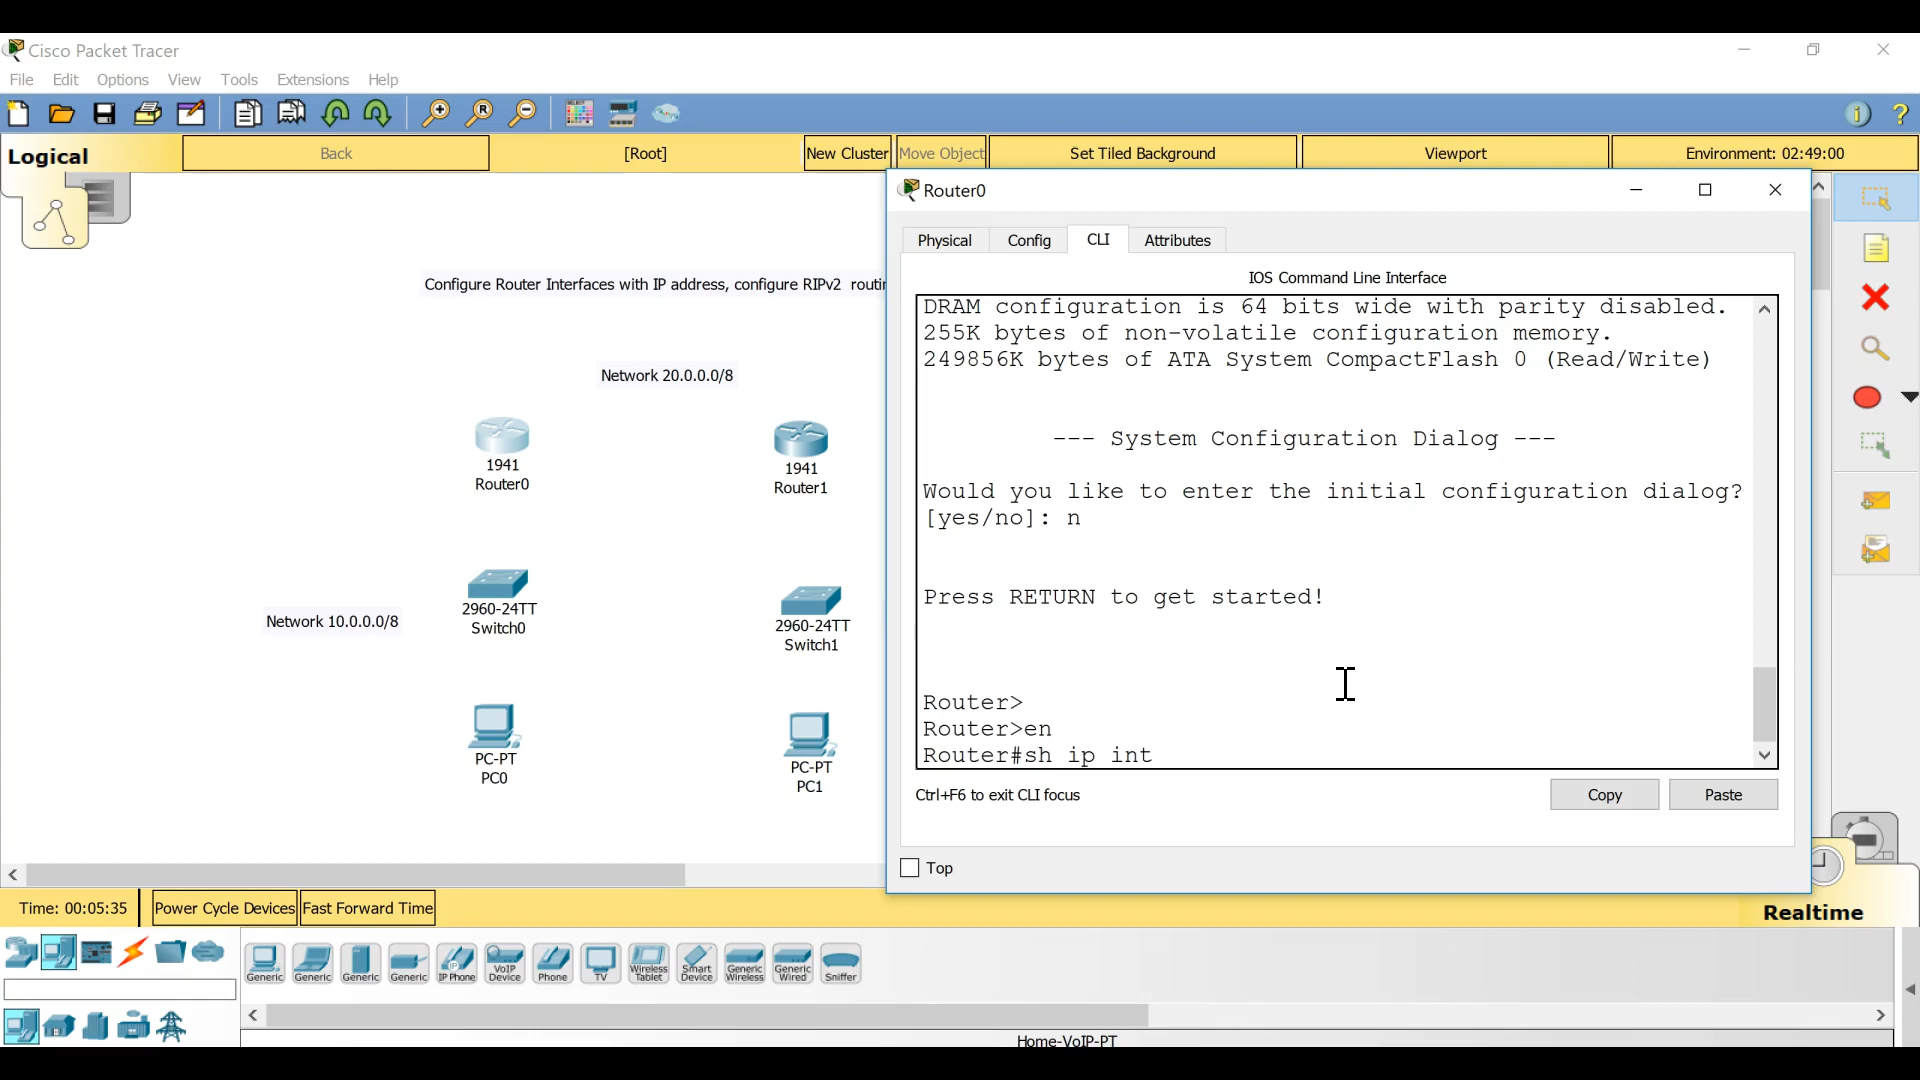 Cisco Packet Tracer
File Edit Options View Tools Extensions Help
Logical
Back
[Root]
New Cluster
Move Object
Set Tiled Background
Viewport
Environment: 02:49:00
Router0
Physical
Config
CLI
Attributes
IOS Command Line Interface
DRAM configuration is 64 bits wide with parity disabled.
255K bytes of non-volatile configuration memory.
249856K bytes of ATA System CompactFlash 0 (Read/Write)
--- System Configuration Dialog ---
Would you like to enter the initial configuration dialog?
[yes/no]: n
Press RETURN to get started!
Router>
Router>en
Router#sh ip int
Ctrl+F6 to exit CLI focus
Copy
Paste
Top
Configure Router Interfaces with IP address, configure RIPv2
Network 20.0.0.0/8
1941
Router0
1941
Router1
2960-24TT
Switch0
2960-24TT
Switch1
Network 10.0.0.0/8
PC-PT
PC0
PC-PT
PC1
Time: 00:05:35
Power Cycle Devices
Fast Forward Time
Realtime
Generic
Generic
Generic
Generic
IP Phone
VoIP
Device
Phone
TV
Wireless
Tablet
Smart
Device
Generic
Wireless
Generic
Wired
Sniffer
Home-VoIP-PT